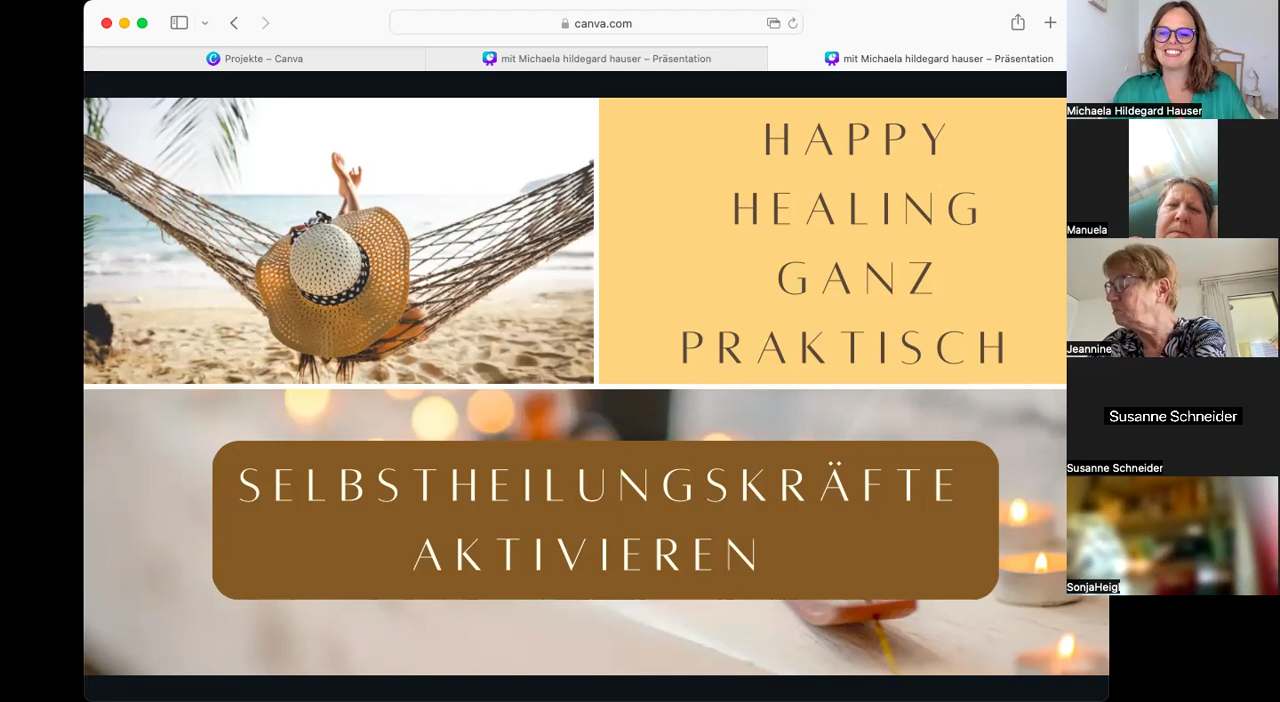 canva.com
Projekte – Canva
mit Michaela hildegard hauser – Präsentation
mit Michaela hildegard hauser – Präsentation
HAPPY
HEALING
GANZ
PRAKTISCH
SELBSTHEILUNGSKRÄFTE
AKTIVIEREN
Michaela Hildegard Hauser
Manuela
Jeannine
Susanne Schneider
Susanne Schneider
SonjaHeigl